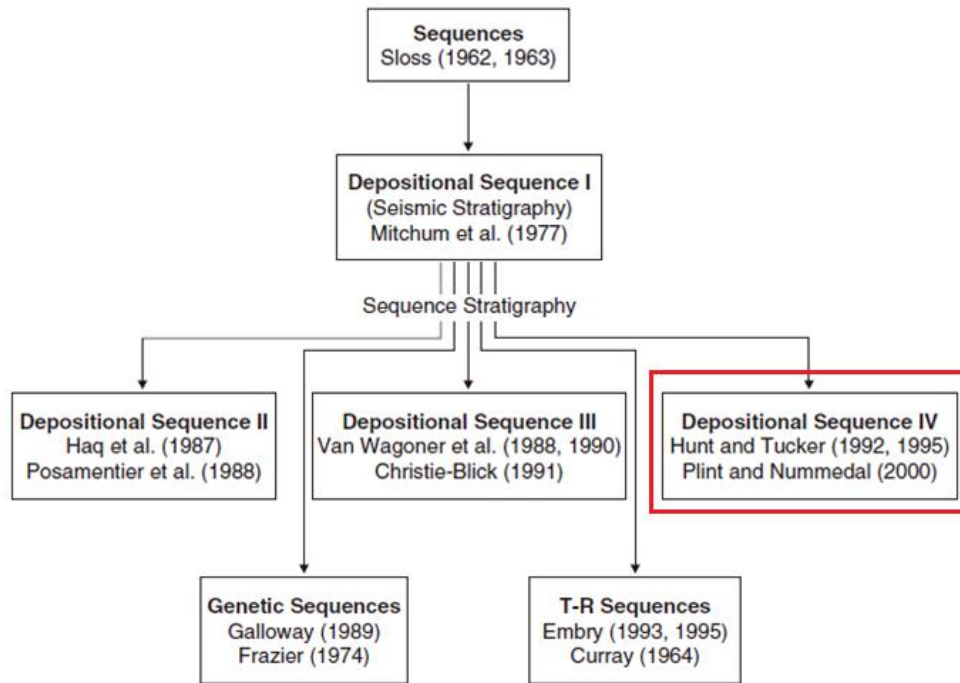 Sequences
Sloss (1962, 1963)
Depositional Sequence I
(Seismic Stratigraphy)
Mitchum et al. (1977)
Sequence Stratigraphy
Depositional Sequence II
Haq et al. (1987)
Posamentier et al. (1988)
Depositional Sequence III
Van Wagoner et al. (1988, 1990)
Christie-Blick (1991)
Depositional Sequence IV
Hunt and Tucker (1992, 1995)
Plint and Nummedal (2000)
Genetic Sequences
Galloway (1989)
Frazier (1974)
T-R Sequences
Embry (1993, 1995)
Curray (1964)